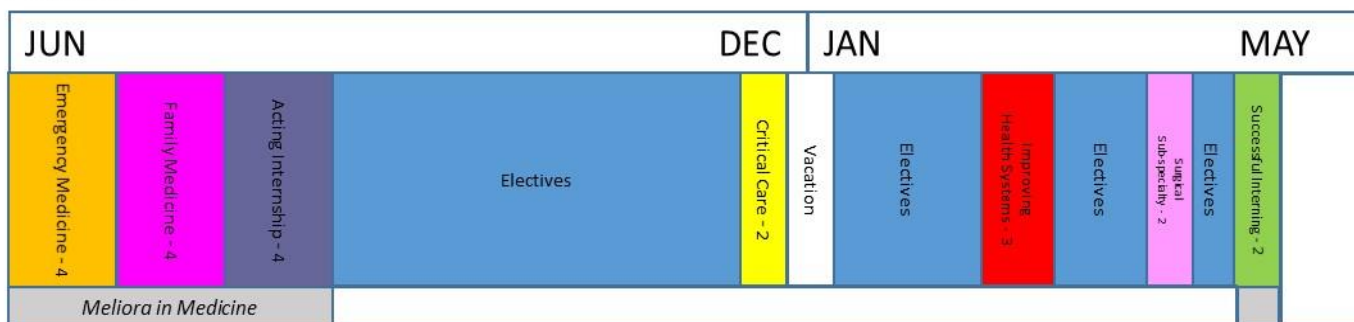 JUN
DEC
JAN
MAY
Emergency Medicine - 4
Family Medicine - 4
Acting Internship - 4
Electives
Critical Care - 2
Vacation
Electives
Improving
Health Systems - 3
Electives
Surgical
Sub-specialty - 2
Electives
Successful Interning - 2
Meliora in Medicine